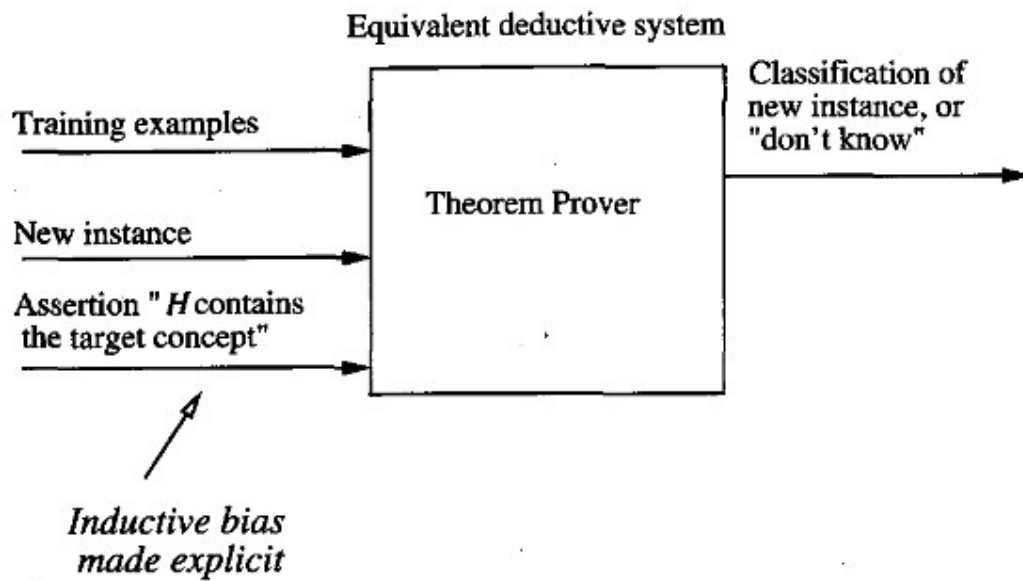 Equivalent deductive system
Training examples
New instance
Assertion "H contains
the target concept"
Theorem Prover
Classification of
new instance, or
"don't know"
Inductive bias
made explicit